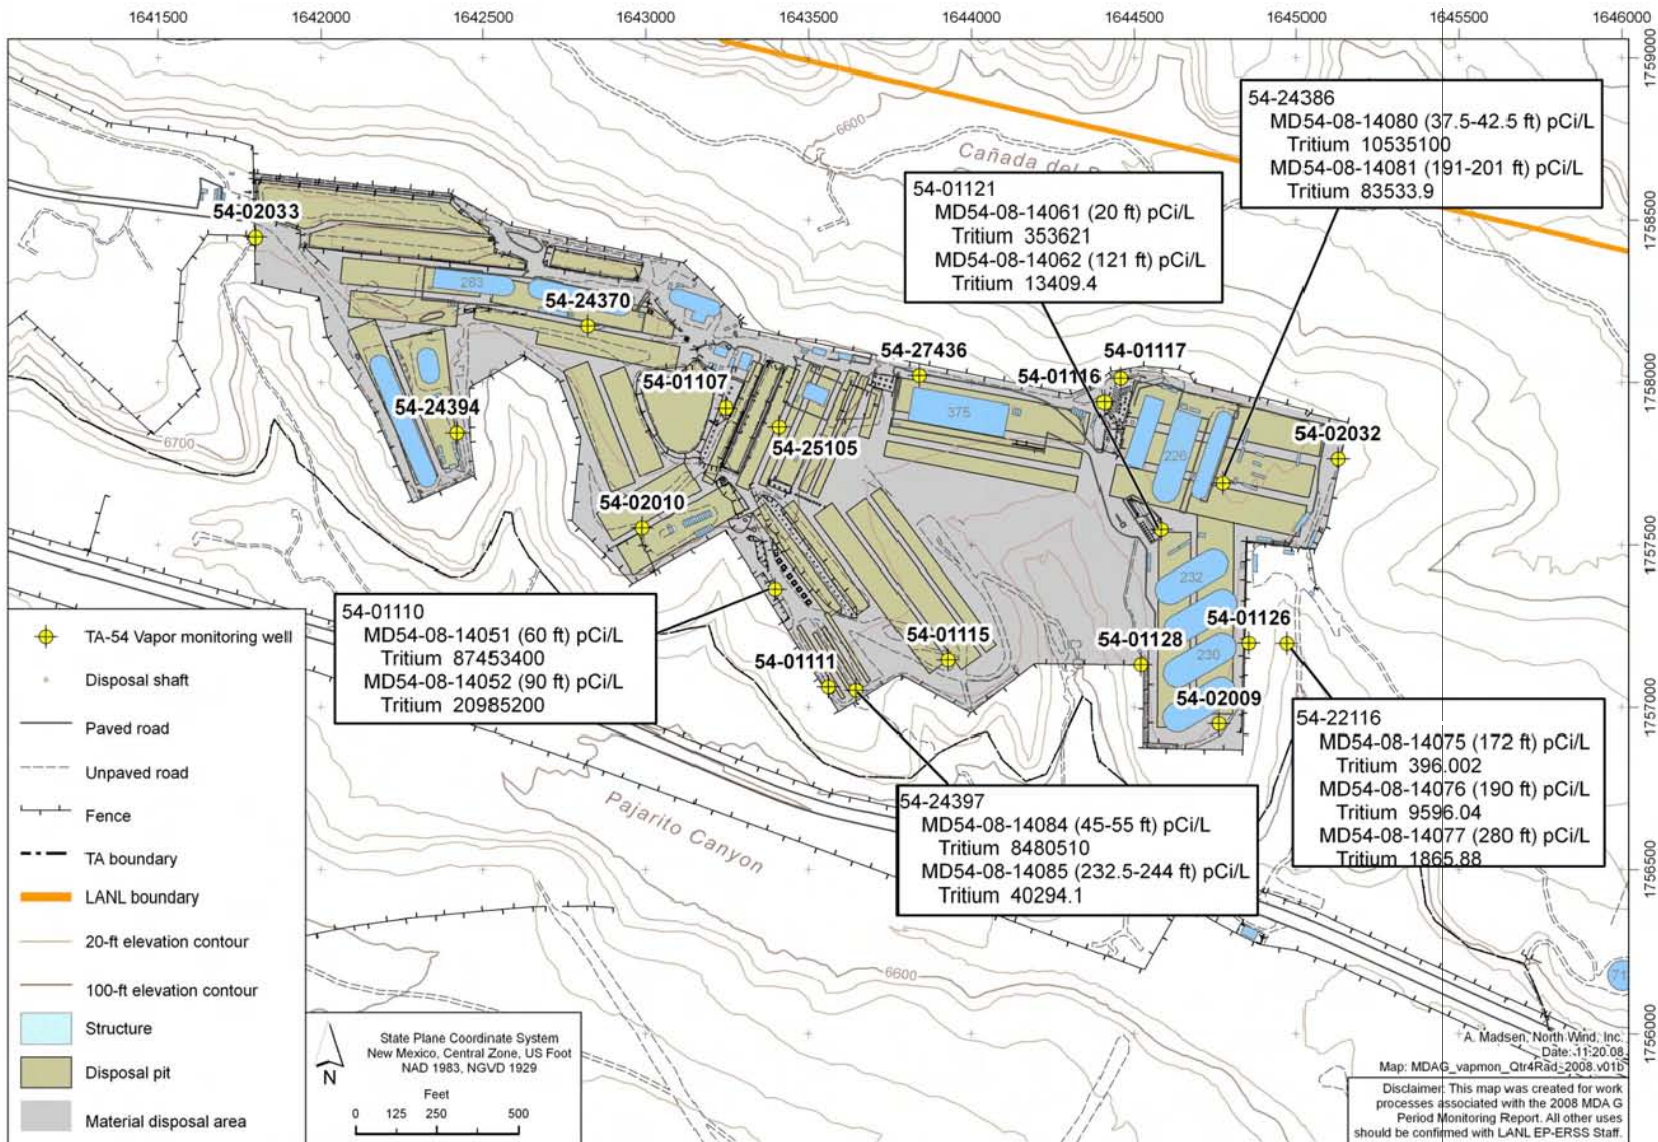 1641500 1642000 1642500 1643000 1643500 1644000 1644500 1645000 1645500 1646000
1759000
1758500
1758000
1757500
1757000
1756500
1756000
6600
Cañada del
54-24386
MD54-08-14080 (37.5-42.5 ft) pCi/L
Tritium 10535100
MD54-08-14081 (191-201 ft) pCi/L
Tritium 83533.9
54-01121
MD54-08-14061 (20 ft) pCi/L
Tritium 353621
MD54-08-14062 (121 ft) pCi/L
Tritium 13409.4
54-02033
283
54-24370
54-27436
54-01117
54-01116
54-01107
375
54-24394
54-02032
6700
54-25105
226
54-02010
232
54-01110
MD54-08-14051 (60 ft) pCi/L
Tritium 87453400
MD54-08-14052 (90 ft) pCi/L
Tritium 20985200
54-01126
54-01115
54-01128
230
54-01111
54-02009
54-22116
MD54-08-14075 (172 ft) pCi/L
Tritium 396.002
MD54-08-14076 (190 ft) pCi/L
Tritium 9596.04
MD54-08-14077 (280 ft) pCi/L
Tritium 1865.88
54-24397
MD54-08-14084 (45-55 ft) pCi/L
Tritium 8480510
MD54-08-14085 (232.5-244 ft) pCi/L
Tritium 40294.1
Pajarito Canyon
6600
TA-54 Vapor monitoring well
Disposal shaft
Paved road
Unpaved road
Fence
TA boundary
LANL boundary
20-ft elevation contour
100-ft elevation contour
Structure
Disposal pit
Material disposal area
N
State Plane Coordinate System
New Mexico, Central Zone, US Foot
NAD 1983, NGVD 1929
Feet
0 125 250 500
A. Madsen, North Wind, Inc.
Date: 11.20.08
Map: MDAG_vapmon_Qtr4Rad_2008.v01b
Disclaimer: This map was created for work
processes associated with the 2008 MDA G
Period Monitoring Report. All other uses
should be confirmed with LANL EP-ERSS Staff.